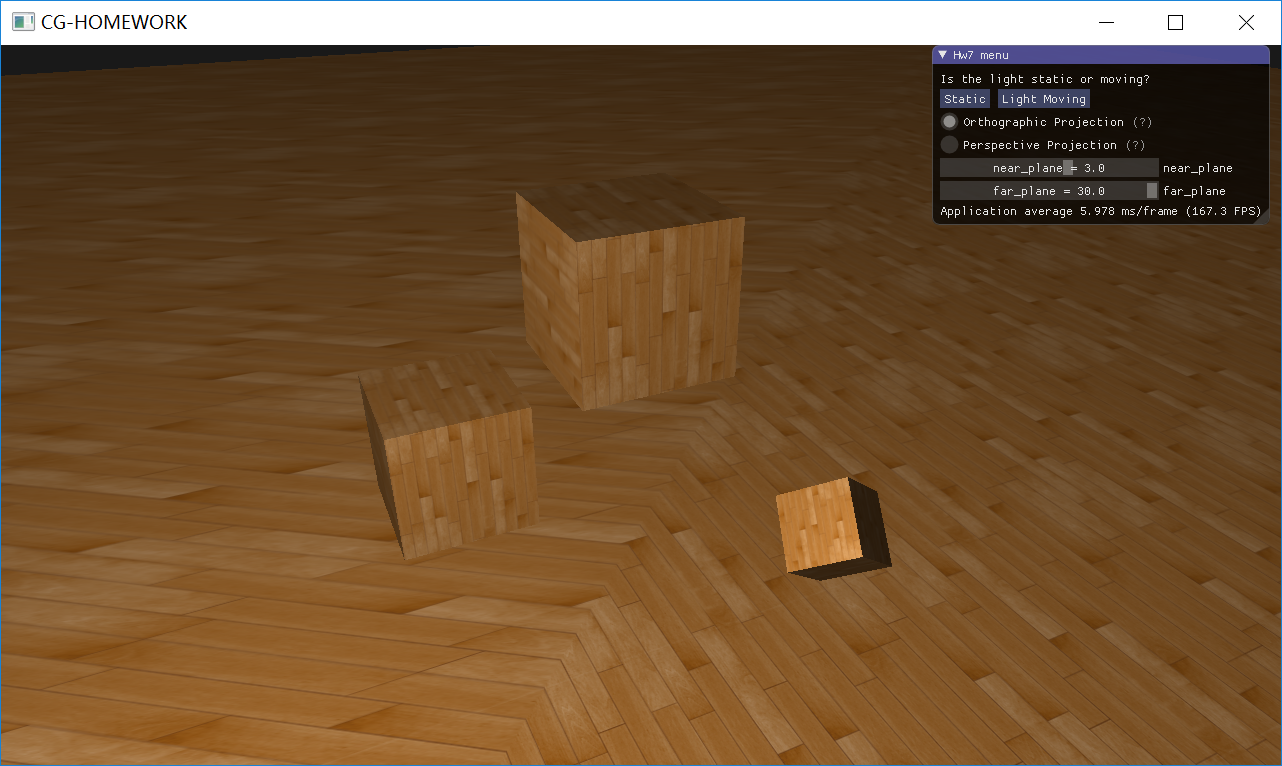 CG-HOMEWORK
Hw7 menu
Is the light static or moving?
Static Light Moving
Orthographic Projection (?)
Perspective Projection (?)
near_plane = 3.0 near_plane
far_plane = 30.0 far_plane
Application average 5.978 ms/frame (167.3 FPS)